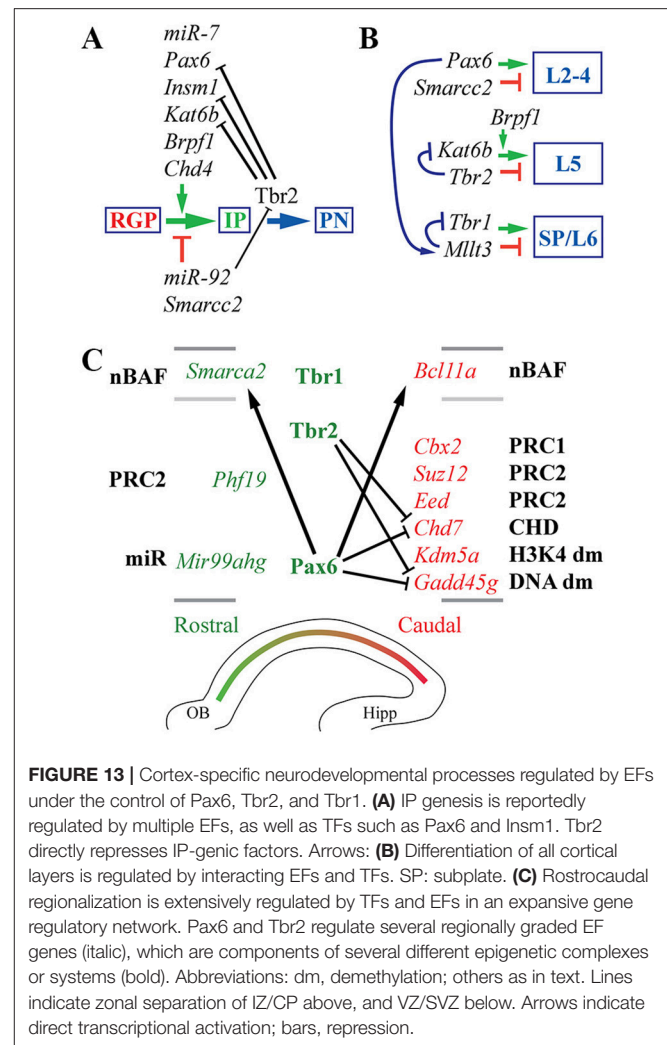 A
miR-7
Pax6
Insm1
Kat6b
Brpf1
Chd4
Tbr2
RGP
IP
PN
miR-92
Smarcc2
B
Pax6
Smarcc2
L2-4
Brpf1
Kat6b
Tbr2
L5
Tbr1
Mllt3
SP/L6
C
nBAF
Smarca2
Tbr1
Bcl11a
nBAF
Tbr2
Cbx2
PRC1
PRC2
Phf19
Suz12
PRC2
Eed
PRC2
Chd7
CHD
miR
Mir99ahg
Pax6
Kdm5a
H3K4 dm
Gadd45g
DNA dm
Rostral
Caudal
OB
Hipp
FIGURE 13 | Cortex-specific neurodevelopmental processes regulated by EFs
under the control of Pax6, Tbr2, and Tbr1. (A) IP genesis is reportedly
regulated by multiple EFs, as well as TFs such as Pax6 and Insm1. Tbr2
directly represses IP-genic factors. Arrows: (B) Differentiation of all cortical
layers is regulated by interacting EFs and TFs. SP: subplate. (C) Rostrocaudal
regionalization is extensively regulated by TFs and EFs in an expansive gene
regulatory network. Pax6 and Tbr2 regulate several regionally graded EF
genes (italic), which are components of several different epigenetic complexes
or systems (bold). Abbreviations: dm, demethylation; others as in text. Lines
indicate zonal separation of IZ/CP above, and VZ/SVZ below. Arrows indicate
direct transcriptional activation; bars, repression.